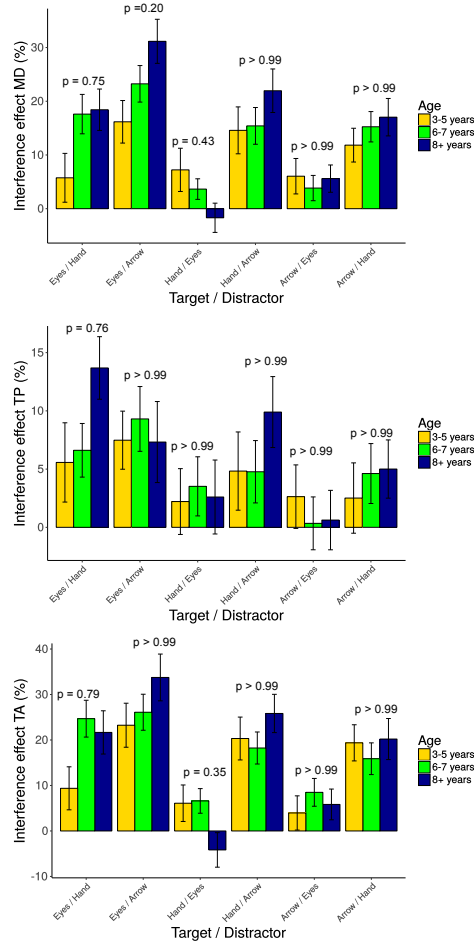 Interference effect MD (%)
30
20
10
0
p = 0.75
p =0.20
p = 0.43
p > 0.99
p > 0.99
p > 0.99
Eyes / Hand
Eyes / Arrow
Hand / Eyes
Hand / Arrow
Arrow / Eyes
Arrow / Hand
Target / Distractor
Age
3-5 years
6-7 years
8+ years
Interference effect TP (%)
15
10
5
0
p = 0.76
p > 0.99
p > 0.99
p > 0.99
p > 0.99
p > 0.99
Eyes / Hand
Eyes / Arrow
Hand / Eyes
Hand / Arrow
Arrow / Eyes
Arrow / Hand
Target / Distractor
Age
3-5 years
6-7 years
8+ years
Interference effect TA (%)
40
30
20
10
0
-10
p = 0.79
p > 0.99
p = 0.35
p > 0.99
p > 0.99
p > 0.99
Eyes / Hand
Eyes / Arrow
Hand / Eyes
Hand / Arrow
Arrow / Eyes
Arrow / Hand
Target / Distractor
Age
3-5 years
6-7 years
8+ years